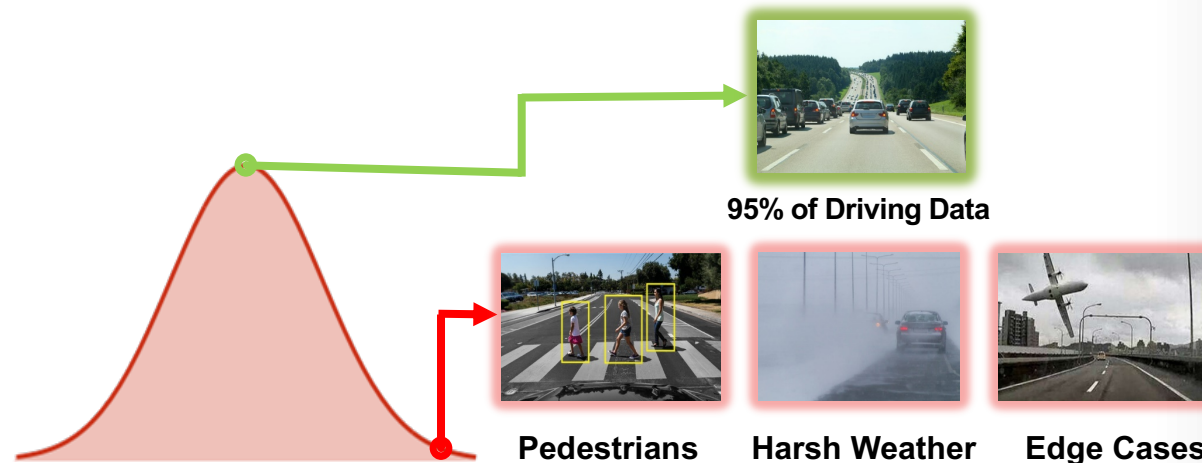 95% of Driving Data
Pedestrians
Harsh Weather
Edge Cases